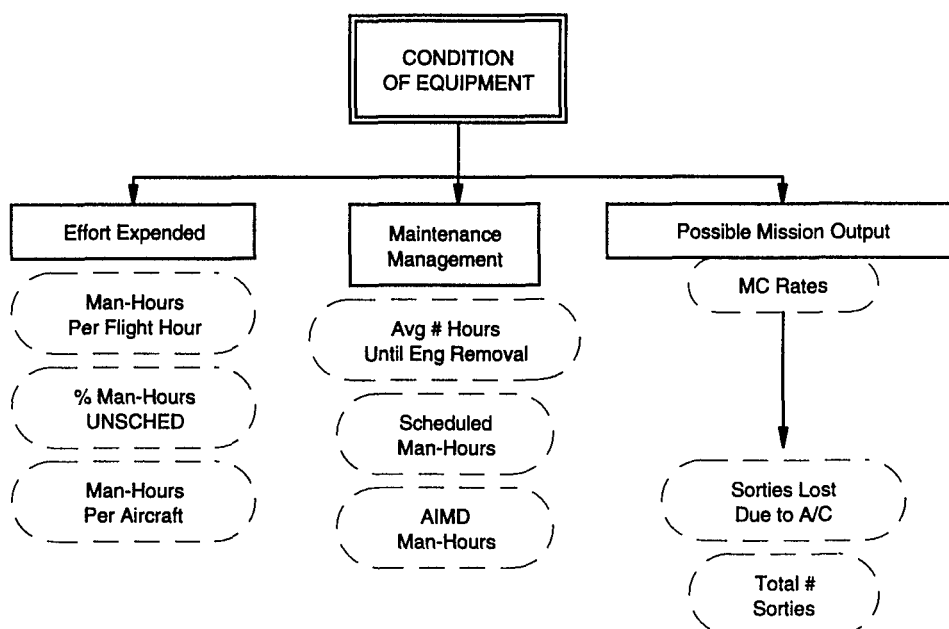 CONDITION
OF EQUIPMENT
Effort Expended
Man-Hours
Per Flight Hour
% Man-Hours
UNSCHED
Man-Hours
Per Aircraft
Maintenance
Management
Avg # Hours
Until Eng Removal
Scheduled
Man-Hours
AIMD
Man-Hours
Possible Mission Output
MC Rates
Sorties Lost
Due to A/C
Total #
Sorties